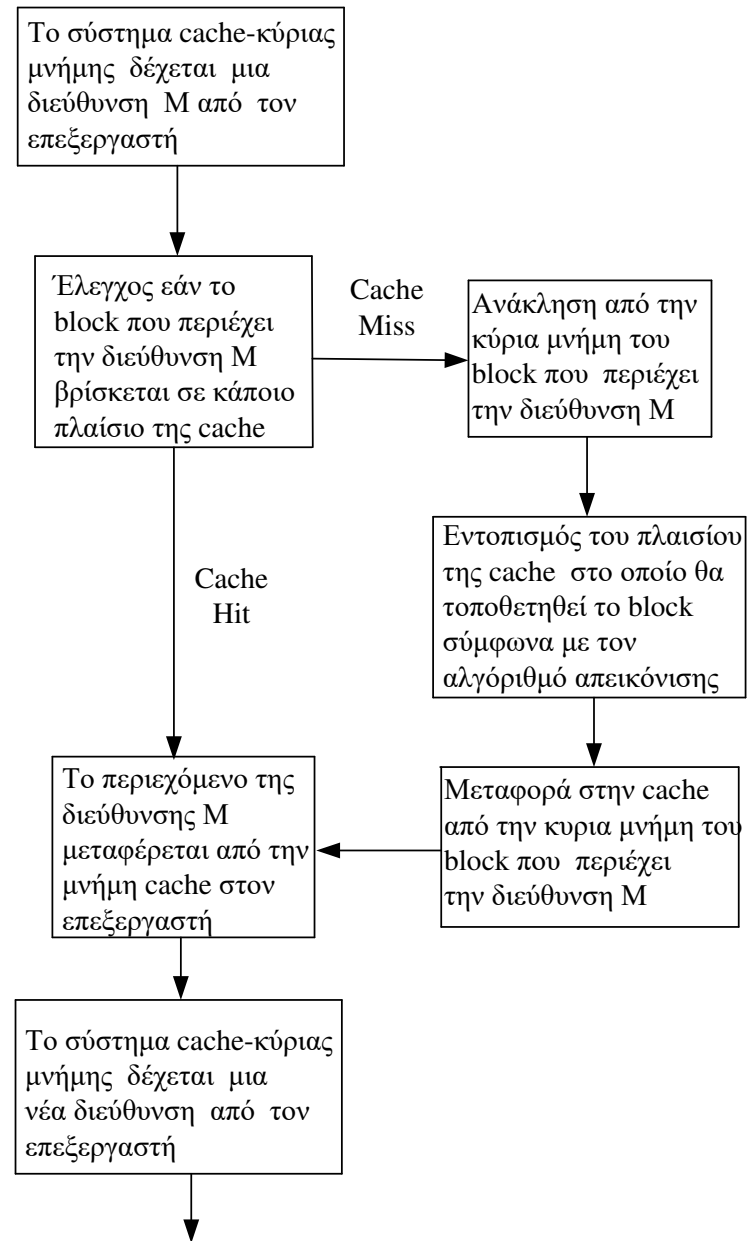 Το σύστημα cache-κύριας
μνήμης δέχεται μια
διεύθυνση Μ από τον
επεξεργαστή
Έλεγχος εάν το
block που περιέχει
την διεύθυνση Μ
βρίσκεται σε κάποιο
πλαίσιο της cache
Cache
Miss
Ανάκληση από την
κύρια μνήμη του
block που περιέχει
την διεύθυνση Μ
Εντοπισμός του πλαισίου
της cache στο οποίο θα
τοποθετηθεί το block
σύμφωνα με τον
αλγόριθμό απεικόνισης
Cache
Hit
Μεταφορά στην cache
από την κυρια μνήμη του
block που περιέχει
την διεύθυνση Μ
Το περιεχόμενο της
διεύθυνσης Μ
μεταφέρεται από την
μνήμη cache στον
επεξεργαστή
Το σύστημα cache-κύριας
μνήμης δέχεται μια
νέα διεύθυνση από τον
επεξεργαστή